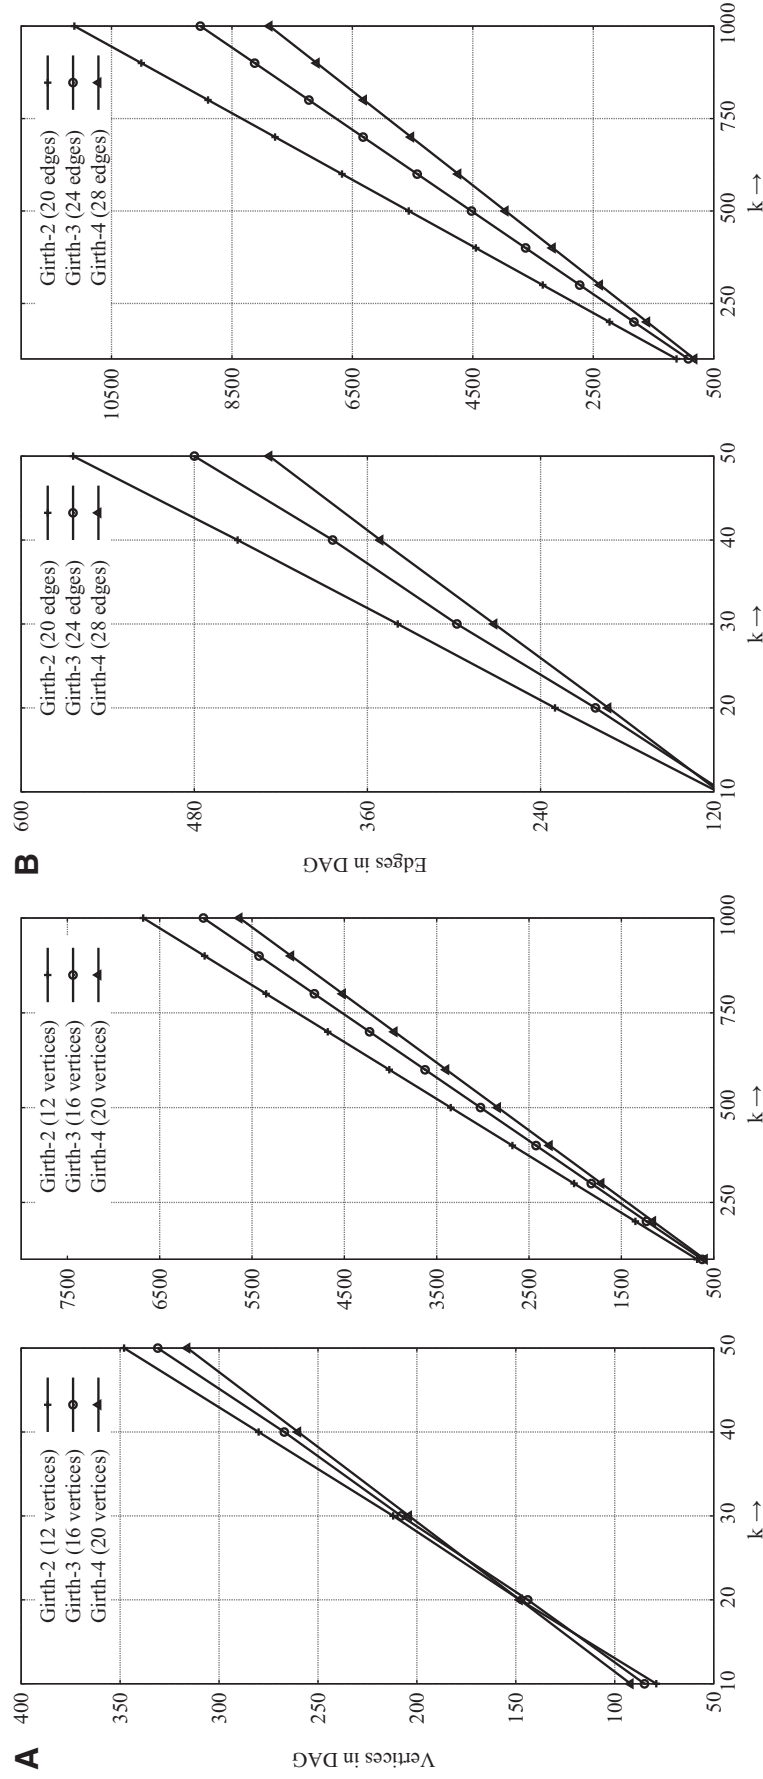 A
Vertices in DAG
400
350
300
250
200
150
100
50
10
20
30
40
50
k →
Girth-2 (12 vertices)
Girth-3 (16 vertices)
Girth-4 (20 vertices)
7500
6500
5500
4500
3500
2500
1500
500
250
500
750
1000
k →
Girth-2 (12 vertices)
Girth-3 (16 vertices)
Girth-4 (20 vertices)
B
Edges in DAG
600
480
360
240
120
10
20
30
40
50
k →
Girth-2 (20 edges)
Girth-3 (24 edges)
Girth-4 (28 edges)
10500
8500
6500
4500
2500
500
250
500
750
1000
k →
Girth-2 (20 edges)
Girth-3 (24 edges)
Girth-4 (28 edges)